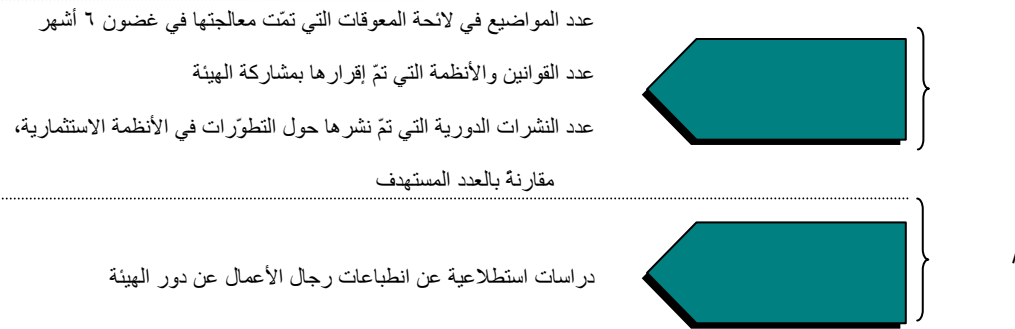 عدد المواضيع في لائحة المعوقات التي تمّت معالجتها في غضون ٦ أشهر
عدد القوانين والأنظمة التي تمّ إقرارها بمشاركة الهيئة
عدد النشرات الدورية التي تمّ نشرها حول التطوّرات في الأنظمة الاستثمارية،
مقارنةً بالعدد المستهدف
دراسات استطلاعية عن انطباعات رجال الأعمال عن دور الهيئة